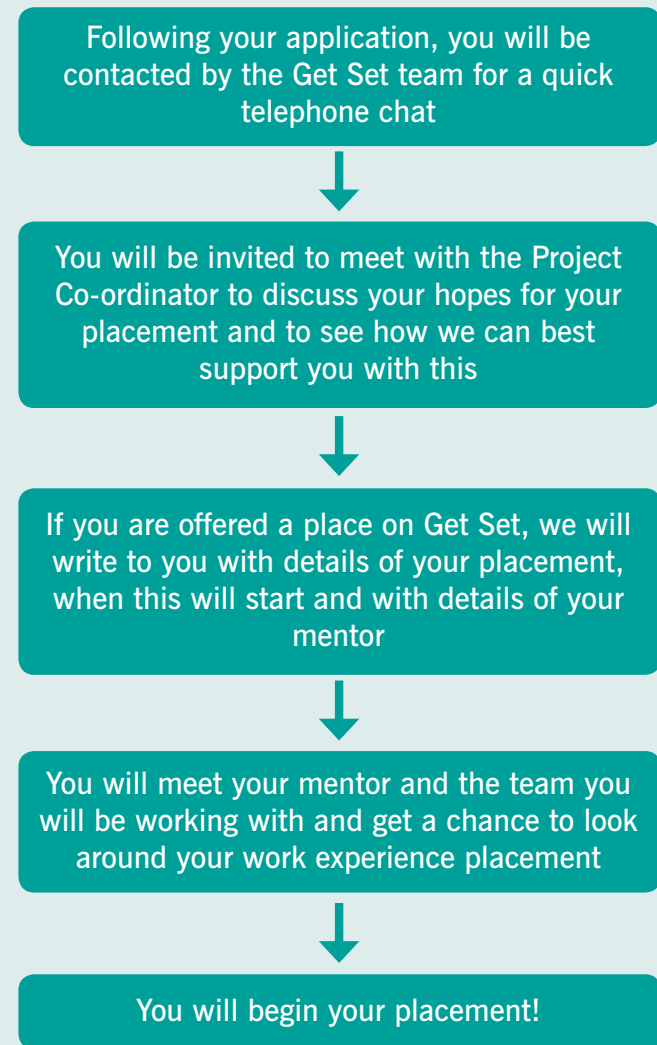 Following your application, you will be
contacted by the Get Set team for a quick
telephone chat
You will be invited to meet with the Project
Co-ordinator to discuss your hopes for your
placement and to see how we can best
support you with this
If you are offered a place on Get Set, we will
write to you with details of your placement,
when this will start and with details of your
mentor
You will meet your mentor and the team you
will be working with and get a chance to look
around your work experience placement
You will begin your placement!